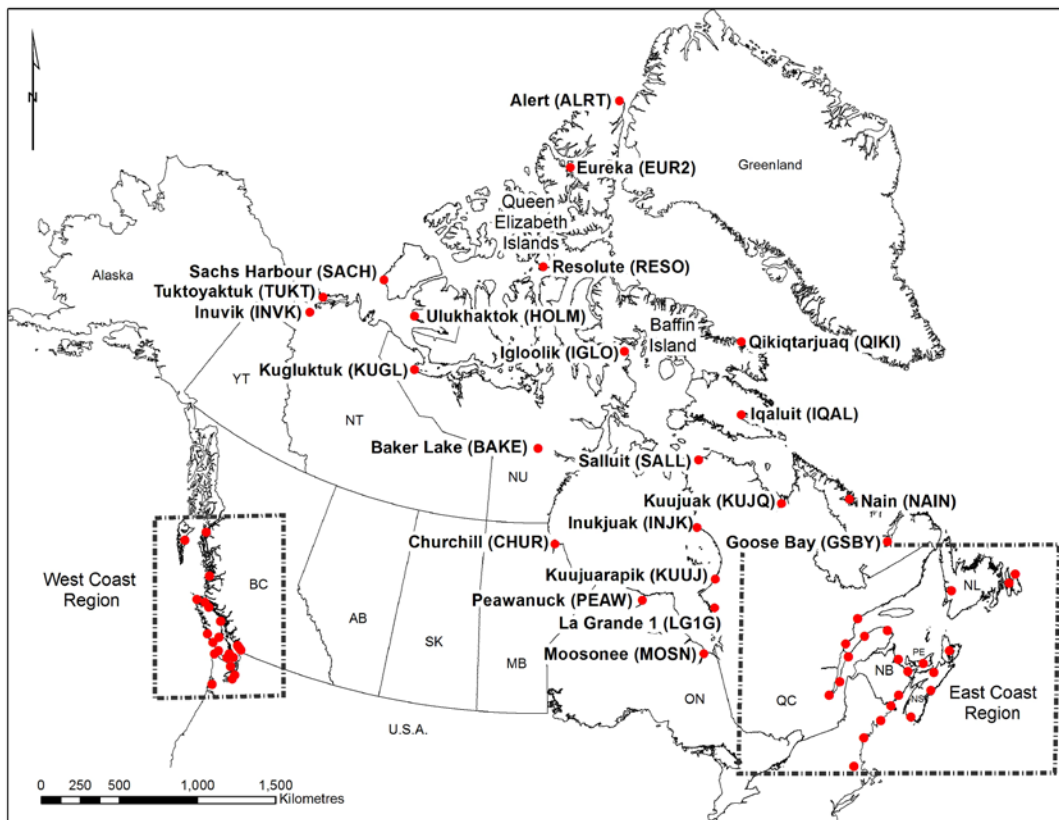 N
Alert (ALRT)
Eureka (EUR2)
Greenland
Queen
Elizabeth
Islands
Alaska
Sachs Harbour (SACH)
Resolute (RESO)
Tuktoyaktuk (TUKT)
Inuvik (INVK)
Ulukhaktok (HOLM)
Baffin
Island
Qikiqtarjuaq (QIKI)
Igloolik (IGLO)
YT
Kugluktuk (KUGL)
NT
Iqaluit (IQAL)
Baker Lake (BAKE)
NU
Salluit (SALL)
Kuujuak (KUJQ)
Nain (NAIN)
Inukjuak (INJK)
Churchill (CHUR)
Goose Bay (GSBY)
West Coast
Region
BC
Kuujuarapik (KUUJ)
NL
Peawanuck (PEAW)
La Grande 1 (LG1G)
AB
SK
MB
Moosonee (MOSN)
PE
NB
ON
QC
NS
East Coast
Region
U.S.A.
0 250 500 1,000 1,500
Kilometres